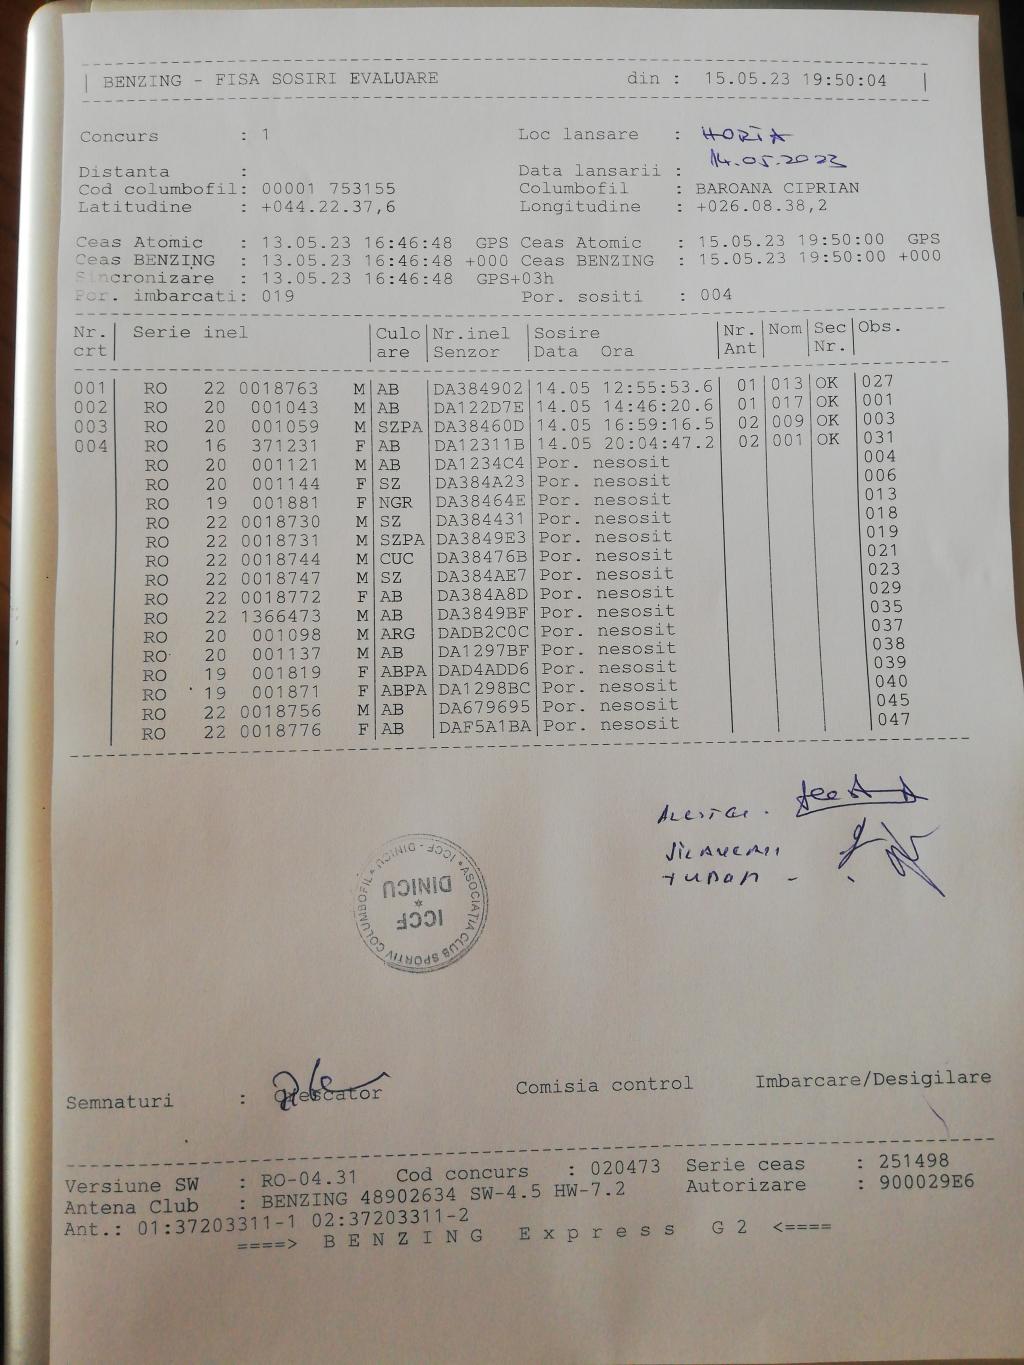 | BENZING - FISA SOSIRI EVALUARE din : 15.05.23 19:50:04 |
Concurs : 1 Loc lansare : HORIA
14.05.2023
Distanta : Data lansarii :
Cod columbofil: 00001 753155 Columbofil : BAROANA CIPRIAN
Latitudine : +044.22.37,6 Longitudine : +026.08.38,2
Ceas Atomic : 13.05.23 16:46:48 GPS Ceas Atomic : 15.05.23 19:50:00 GPS
Ceas BENZING : 13.05.23 16:46:48 +000 Ceas BENZING : 15.05.23 19:50:00 +000
Sincronizare : 13.05.23 16:46:48 GPS+03h
Por. imbarcati: 019 Por. sositi : 004
Nr. | Serie inel |Culo |Nr.inel |Sosire |Nr. |Nom |Sec |Obs.
crt| |are |Senzor |Data Ora |Ant | |Nr. |
001 RO 22 0018763 M AB DA384902 14.05 12:55:53.6 01 013 OK 027
002 RO 20 001043 M AB DA122D7E 14.05 14:46:20.6 01 017 OK 001
003 RO 20 001059 M SZPA DA38460D 14.05 16:59:16.5 02 009 OK 003
004 RO 16 371231 F AB DA12311B 14.05 20:04:47.2 02 001 OK 031
RO 20 001121 M AB DA1234C4 Por. nesosit 004
RO 20 001144 F SZ DA384A23 Por. nesosit 006
RO 19 001881 F NGR DA38464E Por. nesosit 013
RO 22 0018730 M SZ DA384431 Por. nesosit 018
RO 22 0018731 M SZPA DA3849E3 Por. nesosit 019
RO 22 0018744 M CUC DA38476B Por. nesosit 021
RO 22 0018747 M SZ DA384AE7 Por. nesosit 023
RO 22 0018772 F AB DA384A8D Por. nesosit 029
RO 22 1366473 M AB DA3849BF Por. nesosit 035
RO 20 001098 M ARG DADB2C0C Por. nesosit 037
RO 20 001137 M AB DA1297BF Por. nesosit 038
RO 19 001819 F ABPA DAD4ADD6 Por. nesosit 039
RO 19 001871 F ABPA DA1298BC Por. nesosit 040
RO 22 0018756 M AB DA679695 Por. nesosit 045
RO 22 0018776 F AB DAF5A1BA Por. nesosit 047
TUDOR -
ASOCIATIA CLUB SPORTIV COLUMBOFIL ICCF - DINICU
ICCF
*
DINICU
Semnaturi : Crescator Comisia control Imbarcare/Desigilare
Versiune SW : RO-04.31 Cod concurs : 020473 Serie ceas : 251498
Antena Club : BENZING 48902634 SW-4.5 HW-7.2 Autorizare : 900029E6
Ant.: 01:37203311-1 02:37203311-2
====> B E N Z I N G E x p r e s s G 2 <====